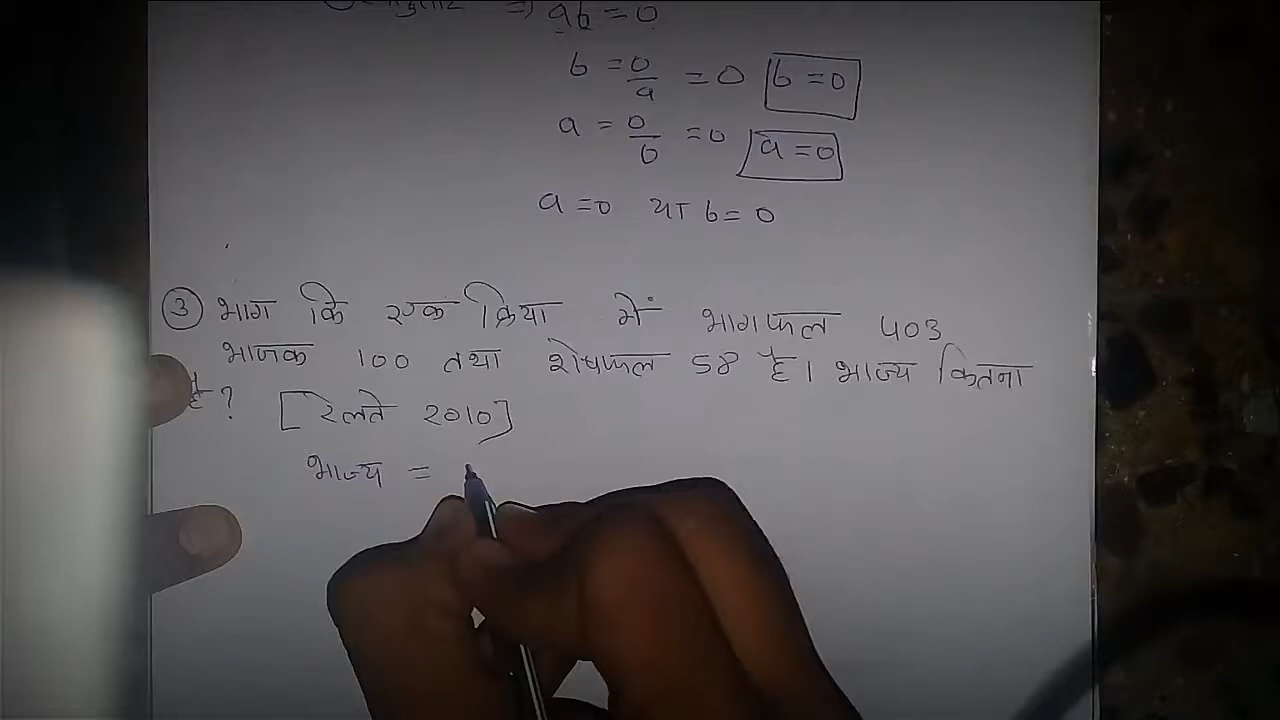 ⇒ ab = 0
b = 0/a = 0 b = 0
a = 0/b = 0 a = 0
a = 0 या b = 0
③ भाग कि एक क्रिया में भागफल 403
भाजक 100 तथा शेषफल 58 है। भाज्य कितना
है ? [रेलवे 2010]
भाज्य =